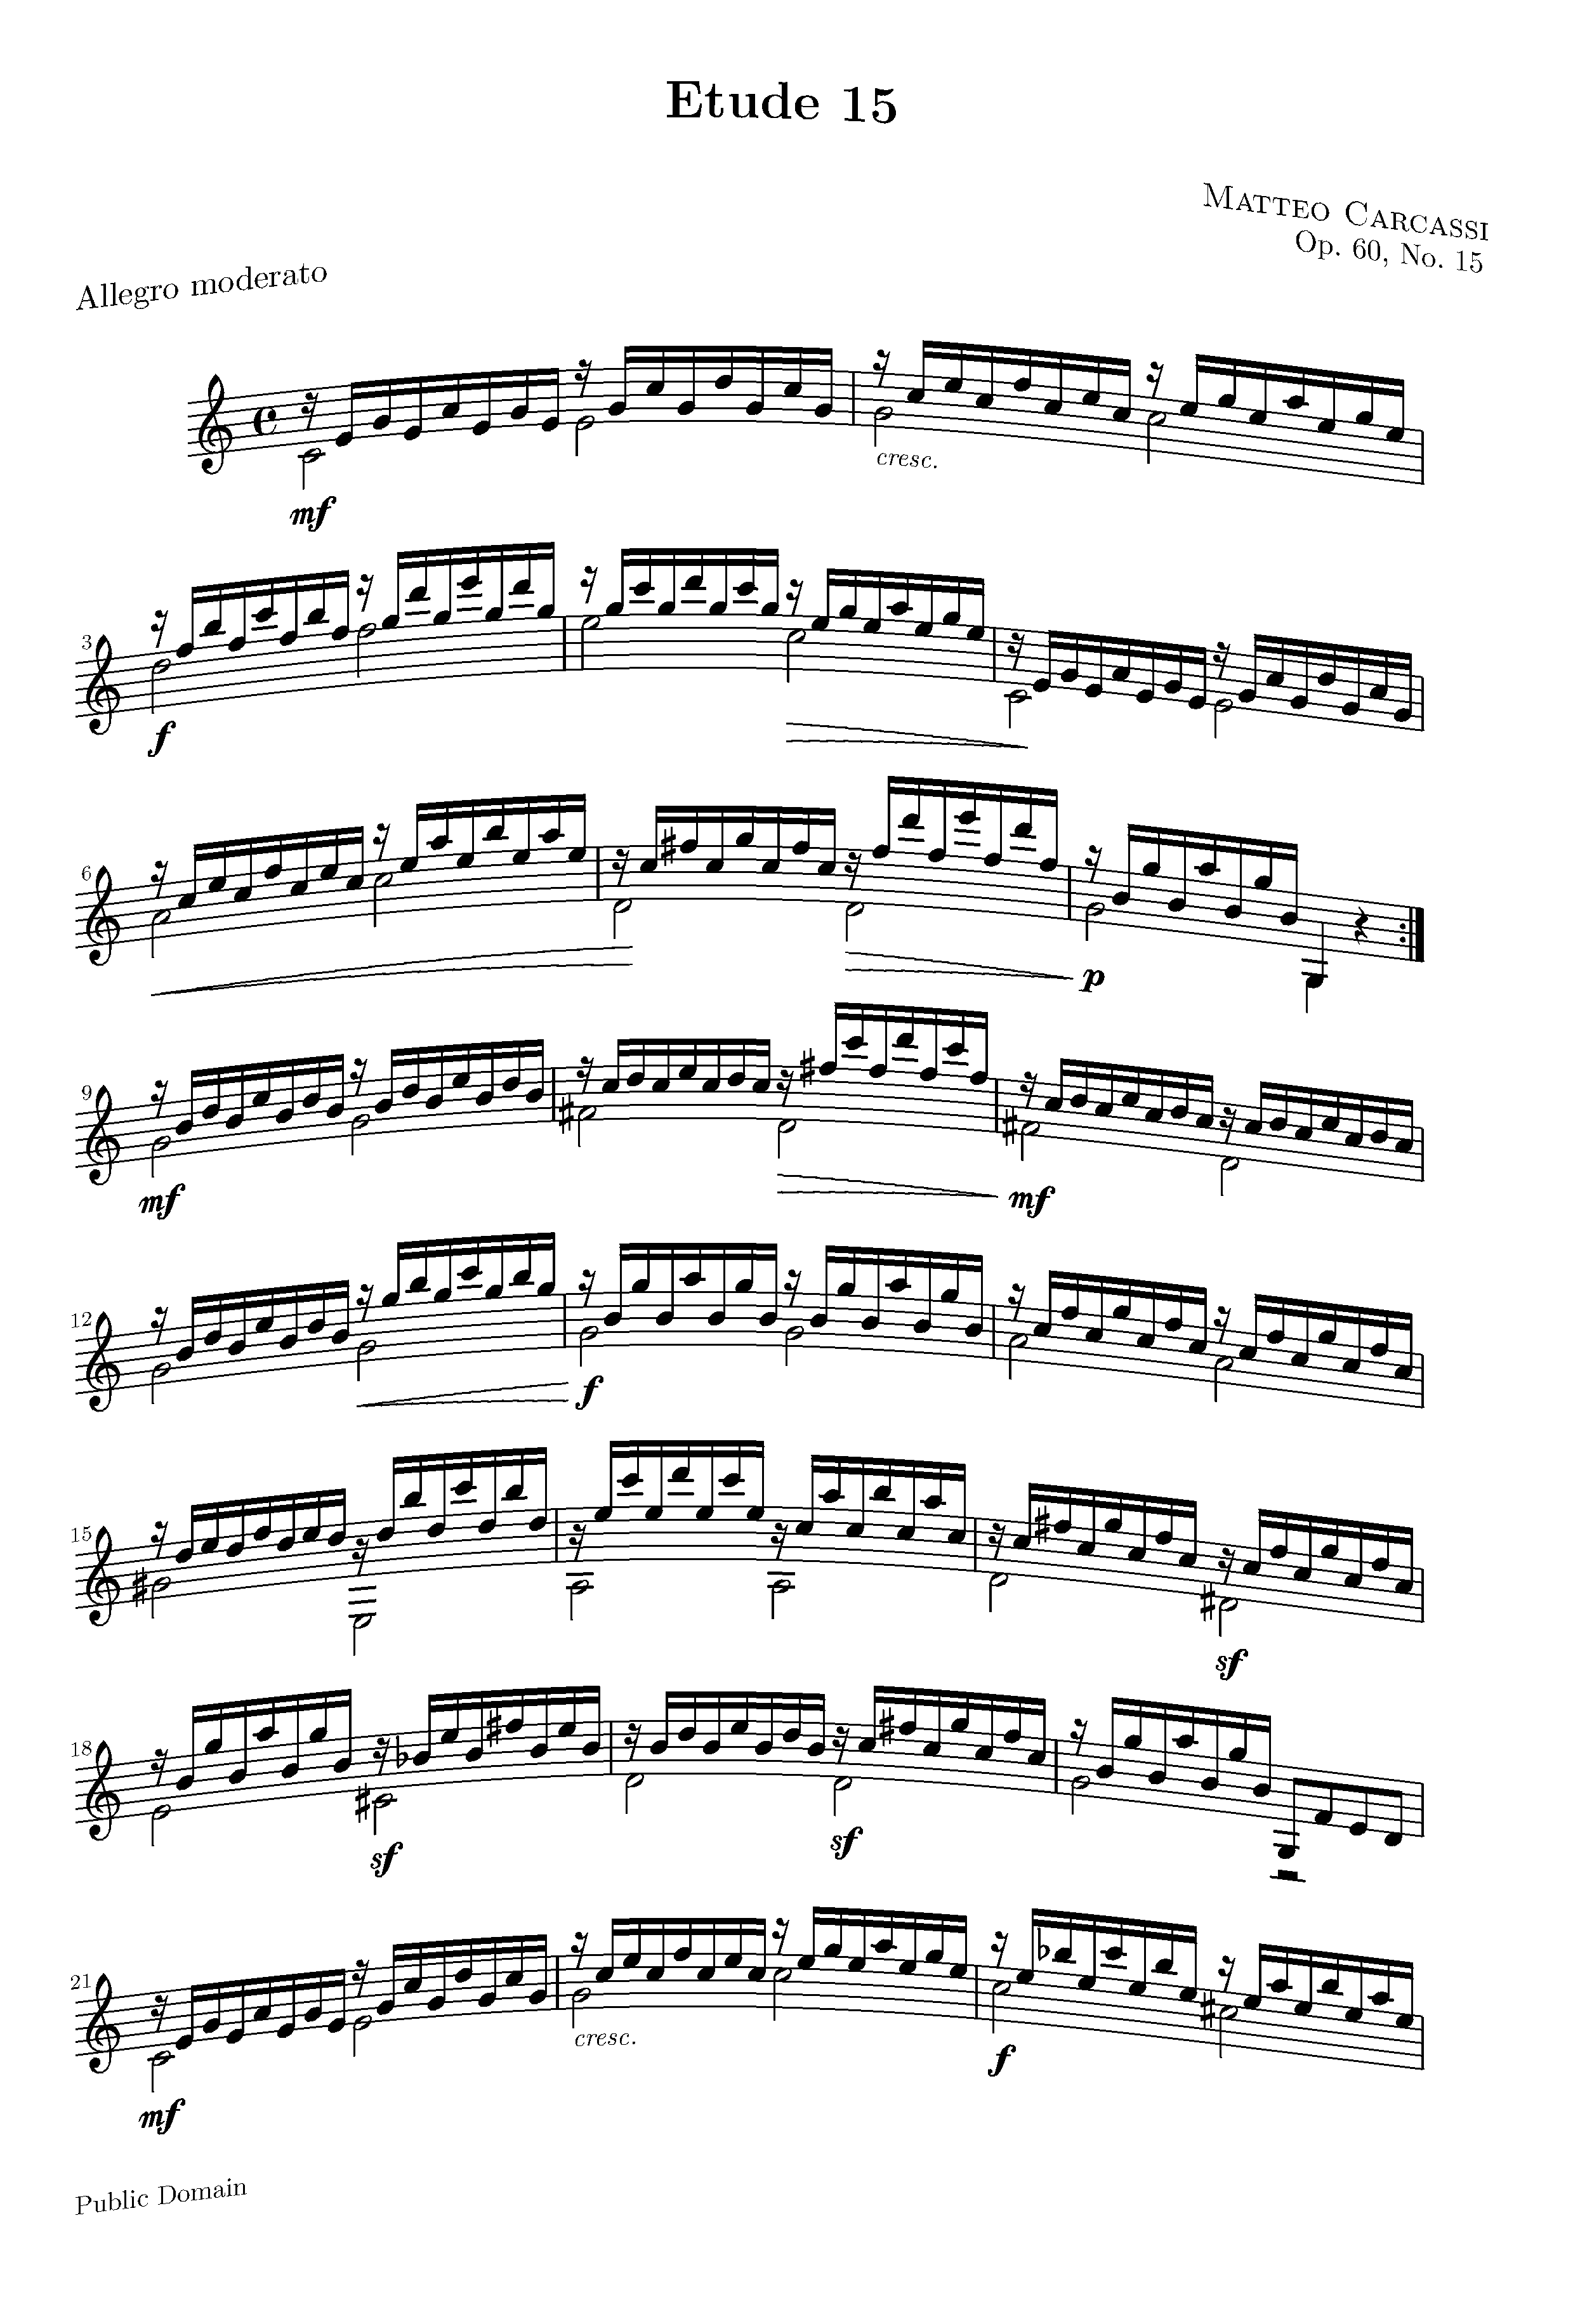 Etude 15
Matteo Carcassi
Op. 60, No. 15
Allegro moderato
mf
cresc.
3
f
6
p
9
mf
mf
12
f
15
sf
18
sf
sf
21
mf
cresc.
f
Public Domain